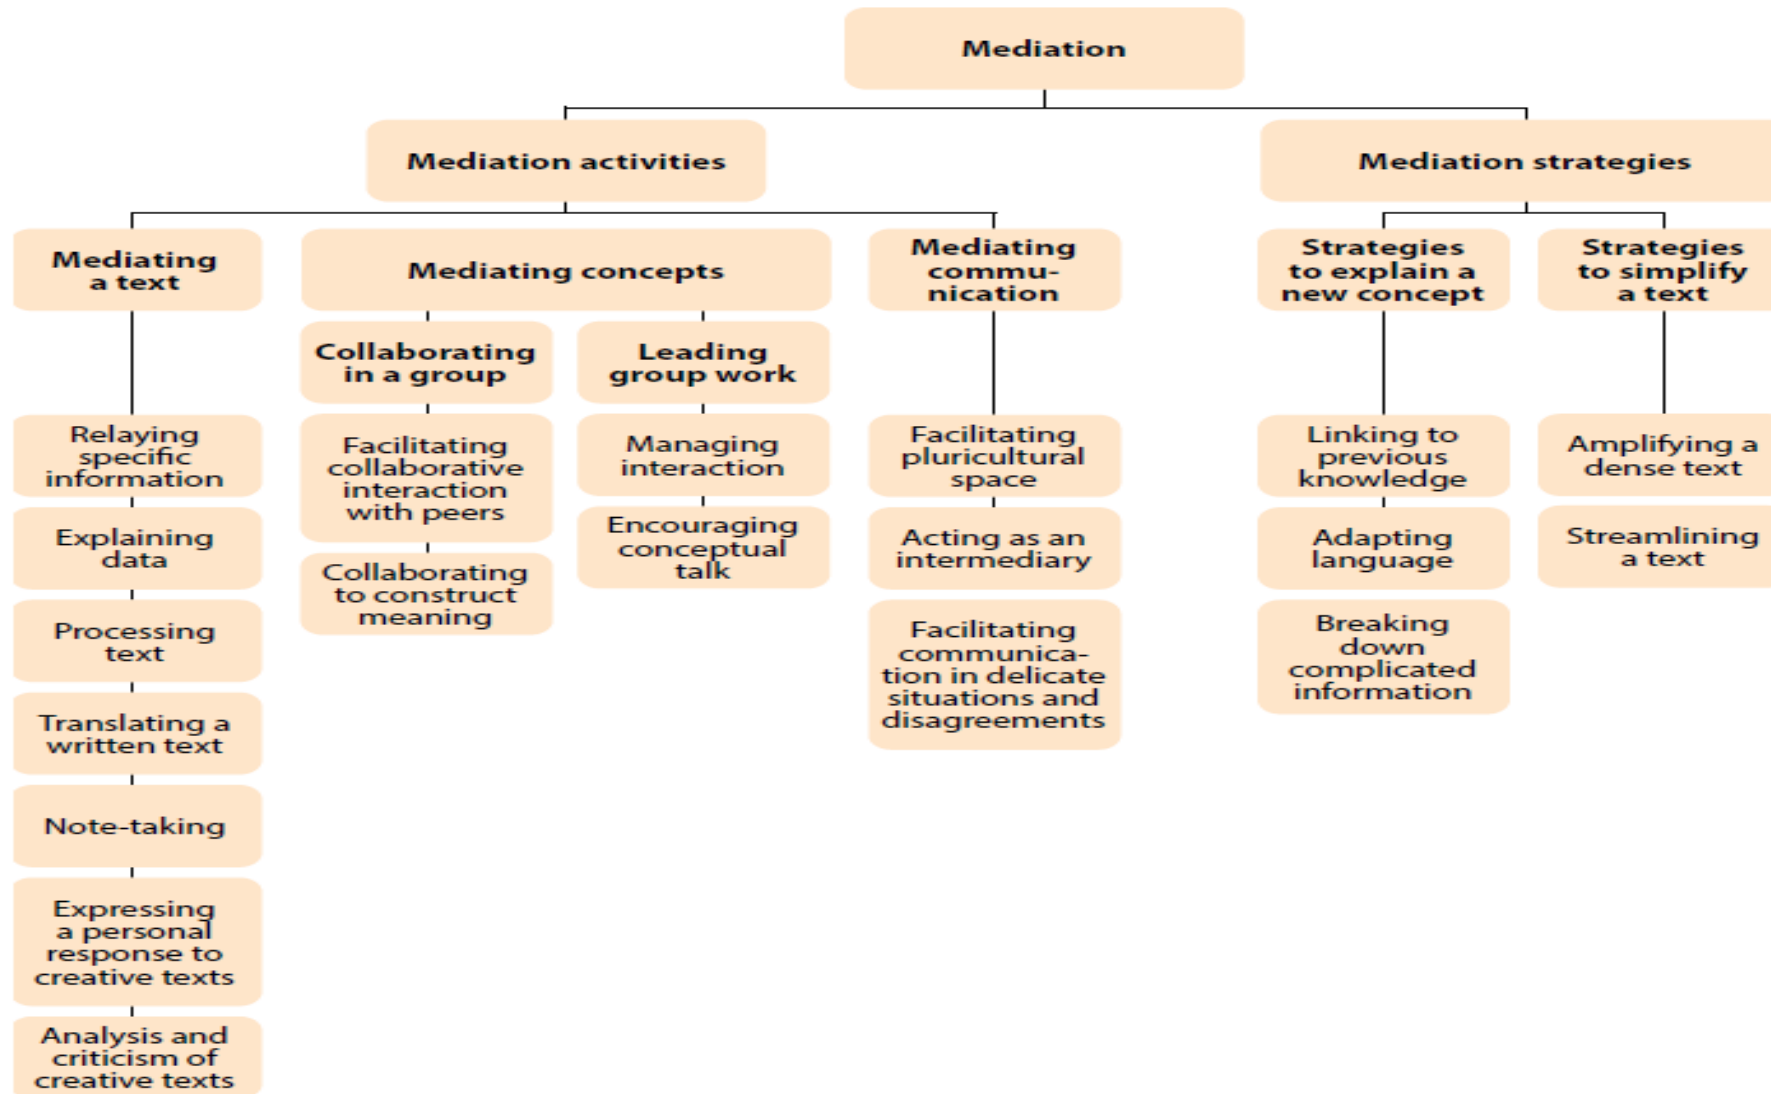 Mediation
Mediation activities
Mediation strategies
Mediating
a text
Mediating concepts
Mediating
commu-
nication
Strategies
to explain a
new concept
Strategies
to simplify
a text
Collaborating
in a group
Leading
group work
Relaying
specific
information
Explaining
data
Processing
text
Translating a
written text
Note-taking
Expressing
a personal
response to
creative texts
Analysis and
criticism of
creative texts
Facilitating
collaborative
interaction
with peers
Collaborating
to construct
meaning
Managing
interaction
Encouraging
conceptual
talk
Facilitating
pluricultural
space
Acting as an
intermediary
Facilitating
communica-
tion in delicate
situations and
disagreements
Linking to
previous
knowledge
Adapting
language
Breaking
down
complicated
information
Amplifying a
dense text
Streamlining
a text